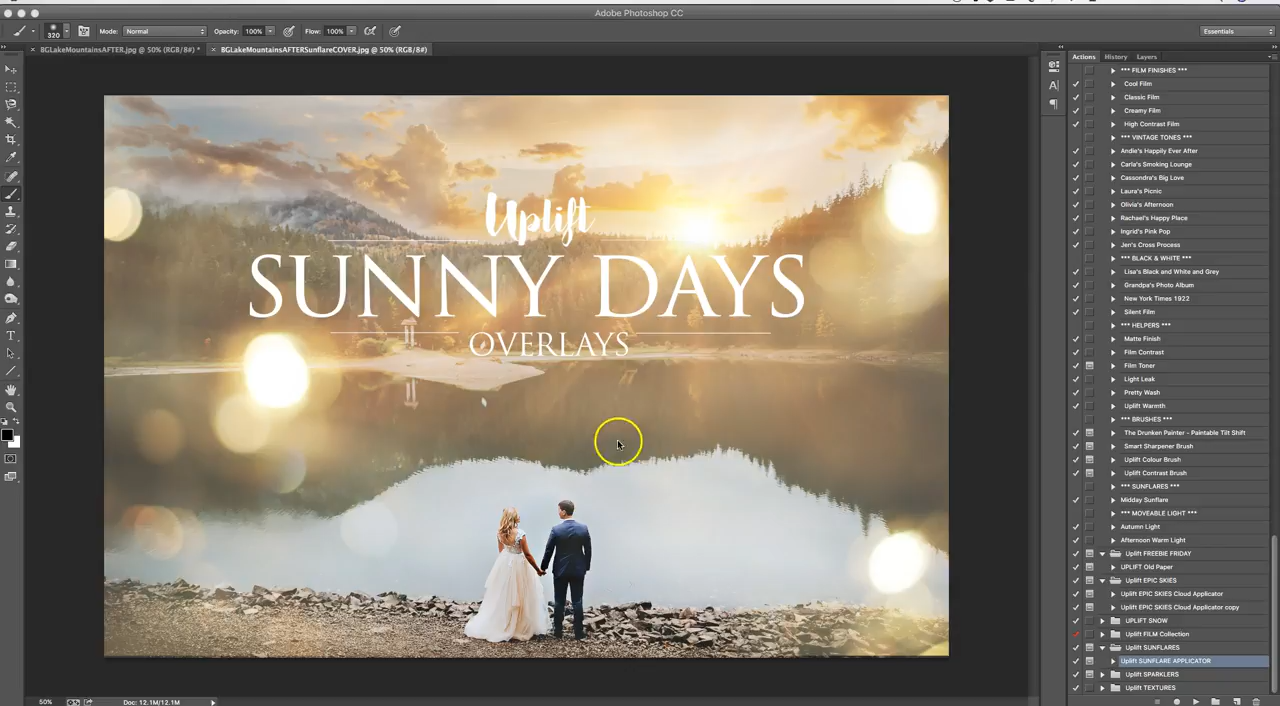 Adobe Photoshop CC
320 Mode: Normal Opacity: 100% Flow: 100% Essentials
× BGLakeMountainsAFTER.jpg @ 50% (RGB/8#) * × BGLakeMountainsAFTERSunflareCOVER.jpg @ 50% (RGB/8#)
Actions History Layers
*** FILM FINISHES ***
Cool Film
Classic Film
Creamy Film
High Contrast Film
*** VINTAGE TONES ***
Andie's Happily Ever After
Carla's Smoking Lounge
Cassondra's Big Love
Laura's Picnic
Olivia's Afternoon
Rachael's Happy Place
Ingrid's Pink Pop
Jen's Cross Process
*** BLACK & WHITE ***
Lisa's Black and White and Grey
Grandpa's Photo Album
New York Times 1922
Silent Film
*** HELPERS ***
Matte Finish
Film Contrast
Film Toner
Light Leak
Pretty Wash
Uplift Warmth
*** BRUSHES ***
The Drunken Painter - Paintable Tilt Shift
Smart Sharpener Brush
Uplift Colour Brush
Uplift Contrast Brush
*** SUNFLARES ***
Midday Sunflare
*** MOVEABLE LIGHT ***
Autumn Light
Afternoon Warm Light
Uplift FREEBIE FRIDAY
UPLIFT Old Paper
Uplift EPIC SKIES
Uplift EPIC SKIES Cloud Applicator
Uplift EPIC SKIES Cloud Applicator copy
UPLIFT SNOW
Uplift FILM Collection
Uplift SUNFLARES
Uplift SUNFLARE APPLICATOR
Uplift SPARKLERS
Uplift TEXTURES
Uplift
SUNNY DAYS
OVERLAYS
50% Doc: 12.1M/12.1M